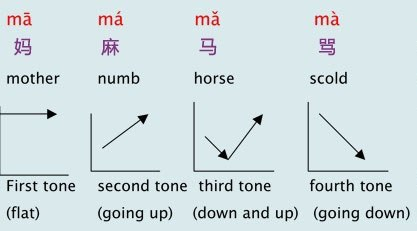 mā má mǎ mà
妈 麻 马 骂
mother numb horse scold
First tone second tone third tone fourth tone
(flat) (going up) (down and up) (going down)